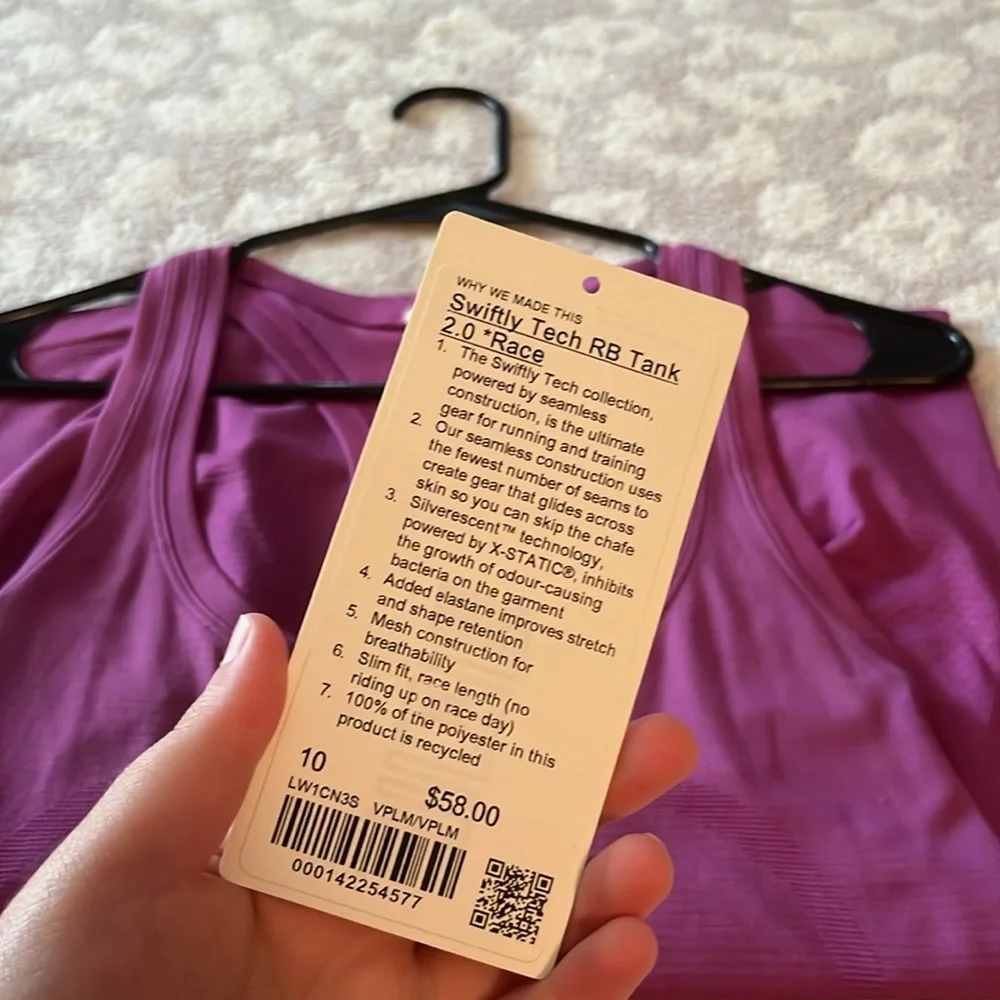 WHY WE MADE THIS
Swiftly Tech RB Tank
2.0 *Race
1. The Swiftly Tech collection,
powered by seamless
construction, is the ultimate
gear for running and training
2. Our seamless construction uses
the fewest number of seams to
create gear that glides across
skin so you can skip the chafe
3. Silverescent™ technology,
powered by X-STATIC®, inhibits
the growth of odour-causing
bacteria on the garment
4. Added elastane improves stretch
and shape retention
5. Mesh construction for
breathability
6. Slim fit, race length (no
riding up on race day)
7. 100% of the polyester in this
product is recycled
10
$58.00
LW1CN3S VPLM/VPLM
000142254577